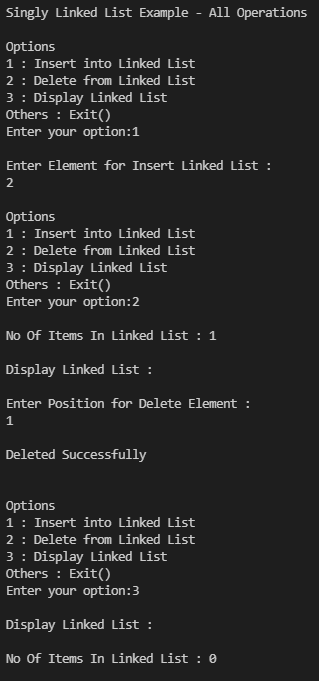 Singly Linked List Example - All Operations
Options
1 : Insert into Linked List
2 : Delete from Linked List
3 : Display Linked List
Others : Exit()
Enter your option:1
Enter Element for Insert Linked List :
2
Options
1 : Insert into Linked List
2 : Delete from Linked List
3 : Display Linked List
Others : Exit()
Enter your option:2
No Of Items In Linked List : 1
Display Linked List :
Enter Position for Delete Element :
1
Deleted Successfully
Options
1 : Insert into Linked List
2 : Delete from Linked List
3 : Display Linked List
Others : Exit()
Enter your option:3
Display Linked List :
No Of Items In Linked List : 0